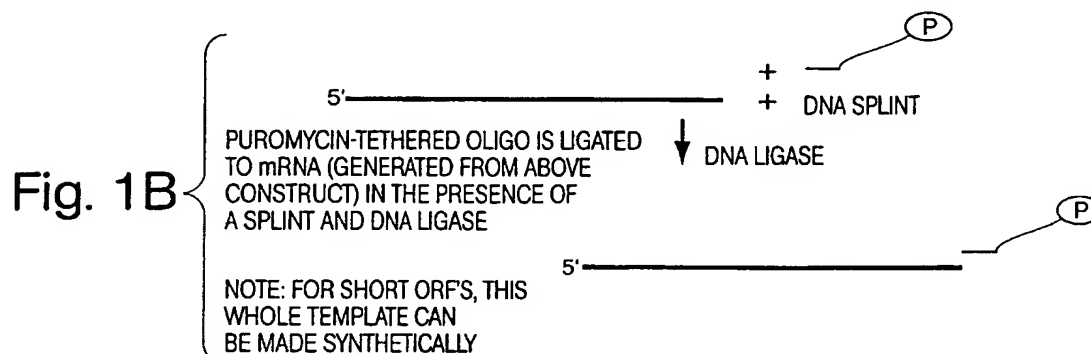 P
+
5' + DNA SPLINT
PUROMYCIN-TETHERED OLIGO IS LIGATED
TO mRNA (GENERATED FROM ABOVE
CONSTRUCT) IN THE PRESENCE OF
A SPLINT AND DNA LIGASE
DNA LIGASE
Fig. 1B
P
5'
NOTE: FOR SHORT ORF'S, THIS
WHOLE TEMPLATE CAN
BE MADE SYNTHETICALLY